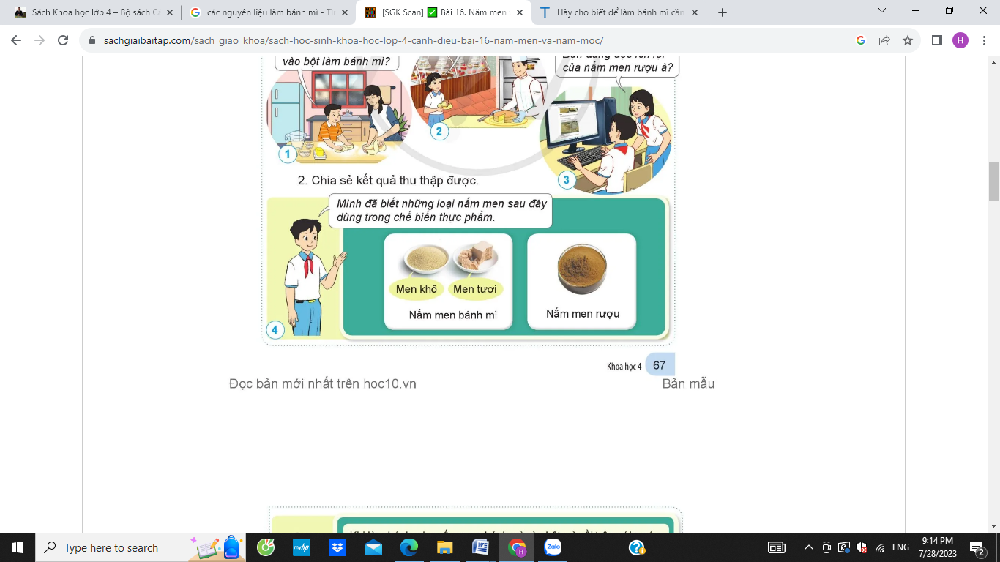 Sách Khoa học lớp 4 – Bộ sách Cá
các nguyên liệu làm bánh mì - Tìn
[SGK Scan] ✅ Bài 16. Nấm men v
Hãy cho biết để làm bánh mì cần
sachgiaibaitap.com/sach_giao_khoa/sach-hoc-sinh-khoa-hoc-lop-4-canh-dieu-bai-16-nam-men-va-nam-moc/
H
vào bột làm bánh mì?
của nấm men rượu à?
1
2
3
2. Chia sẻ kết quả thu thập được.
Mình đã biết những loại nấm men sau đây
dùng trong chế biến thực phẩm.
Men khô
Men tươi
Nấm men bánh mì
Nấm men rượu
4
Khoa học 4
67
Đọc bản mới nhất trên hoc10.vn
Bản mẫu
Type here to search
myhp
Zalo
ENG
9:14 PM
7/28/2023
2